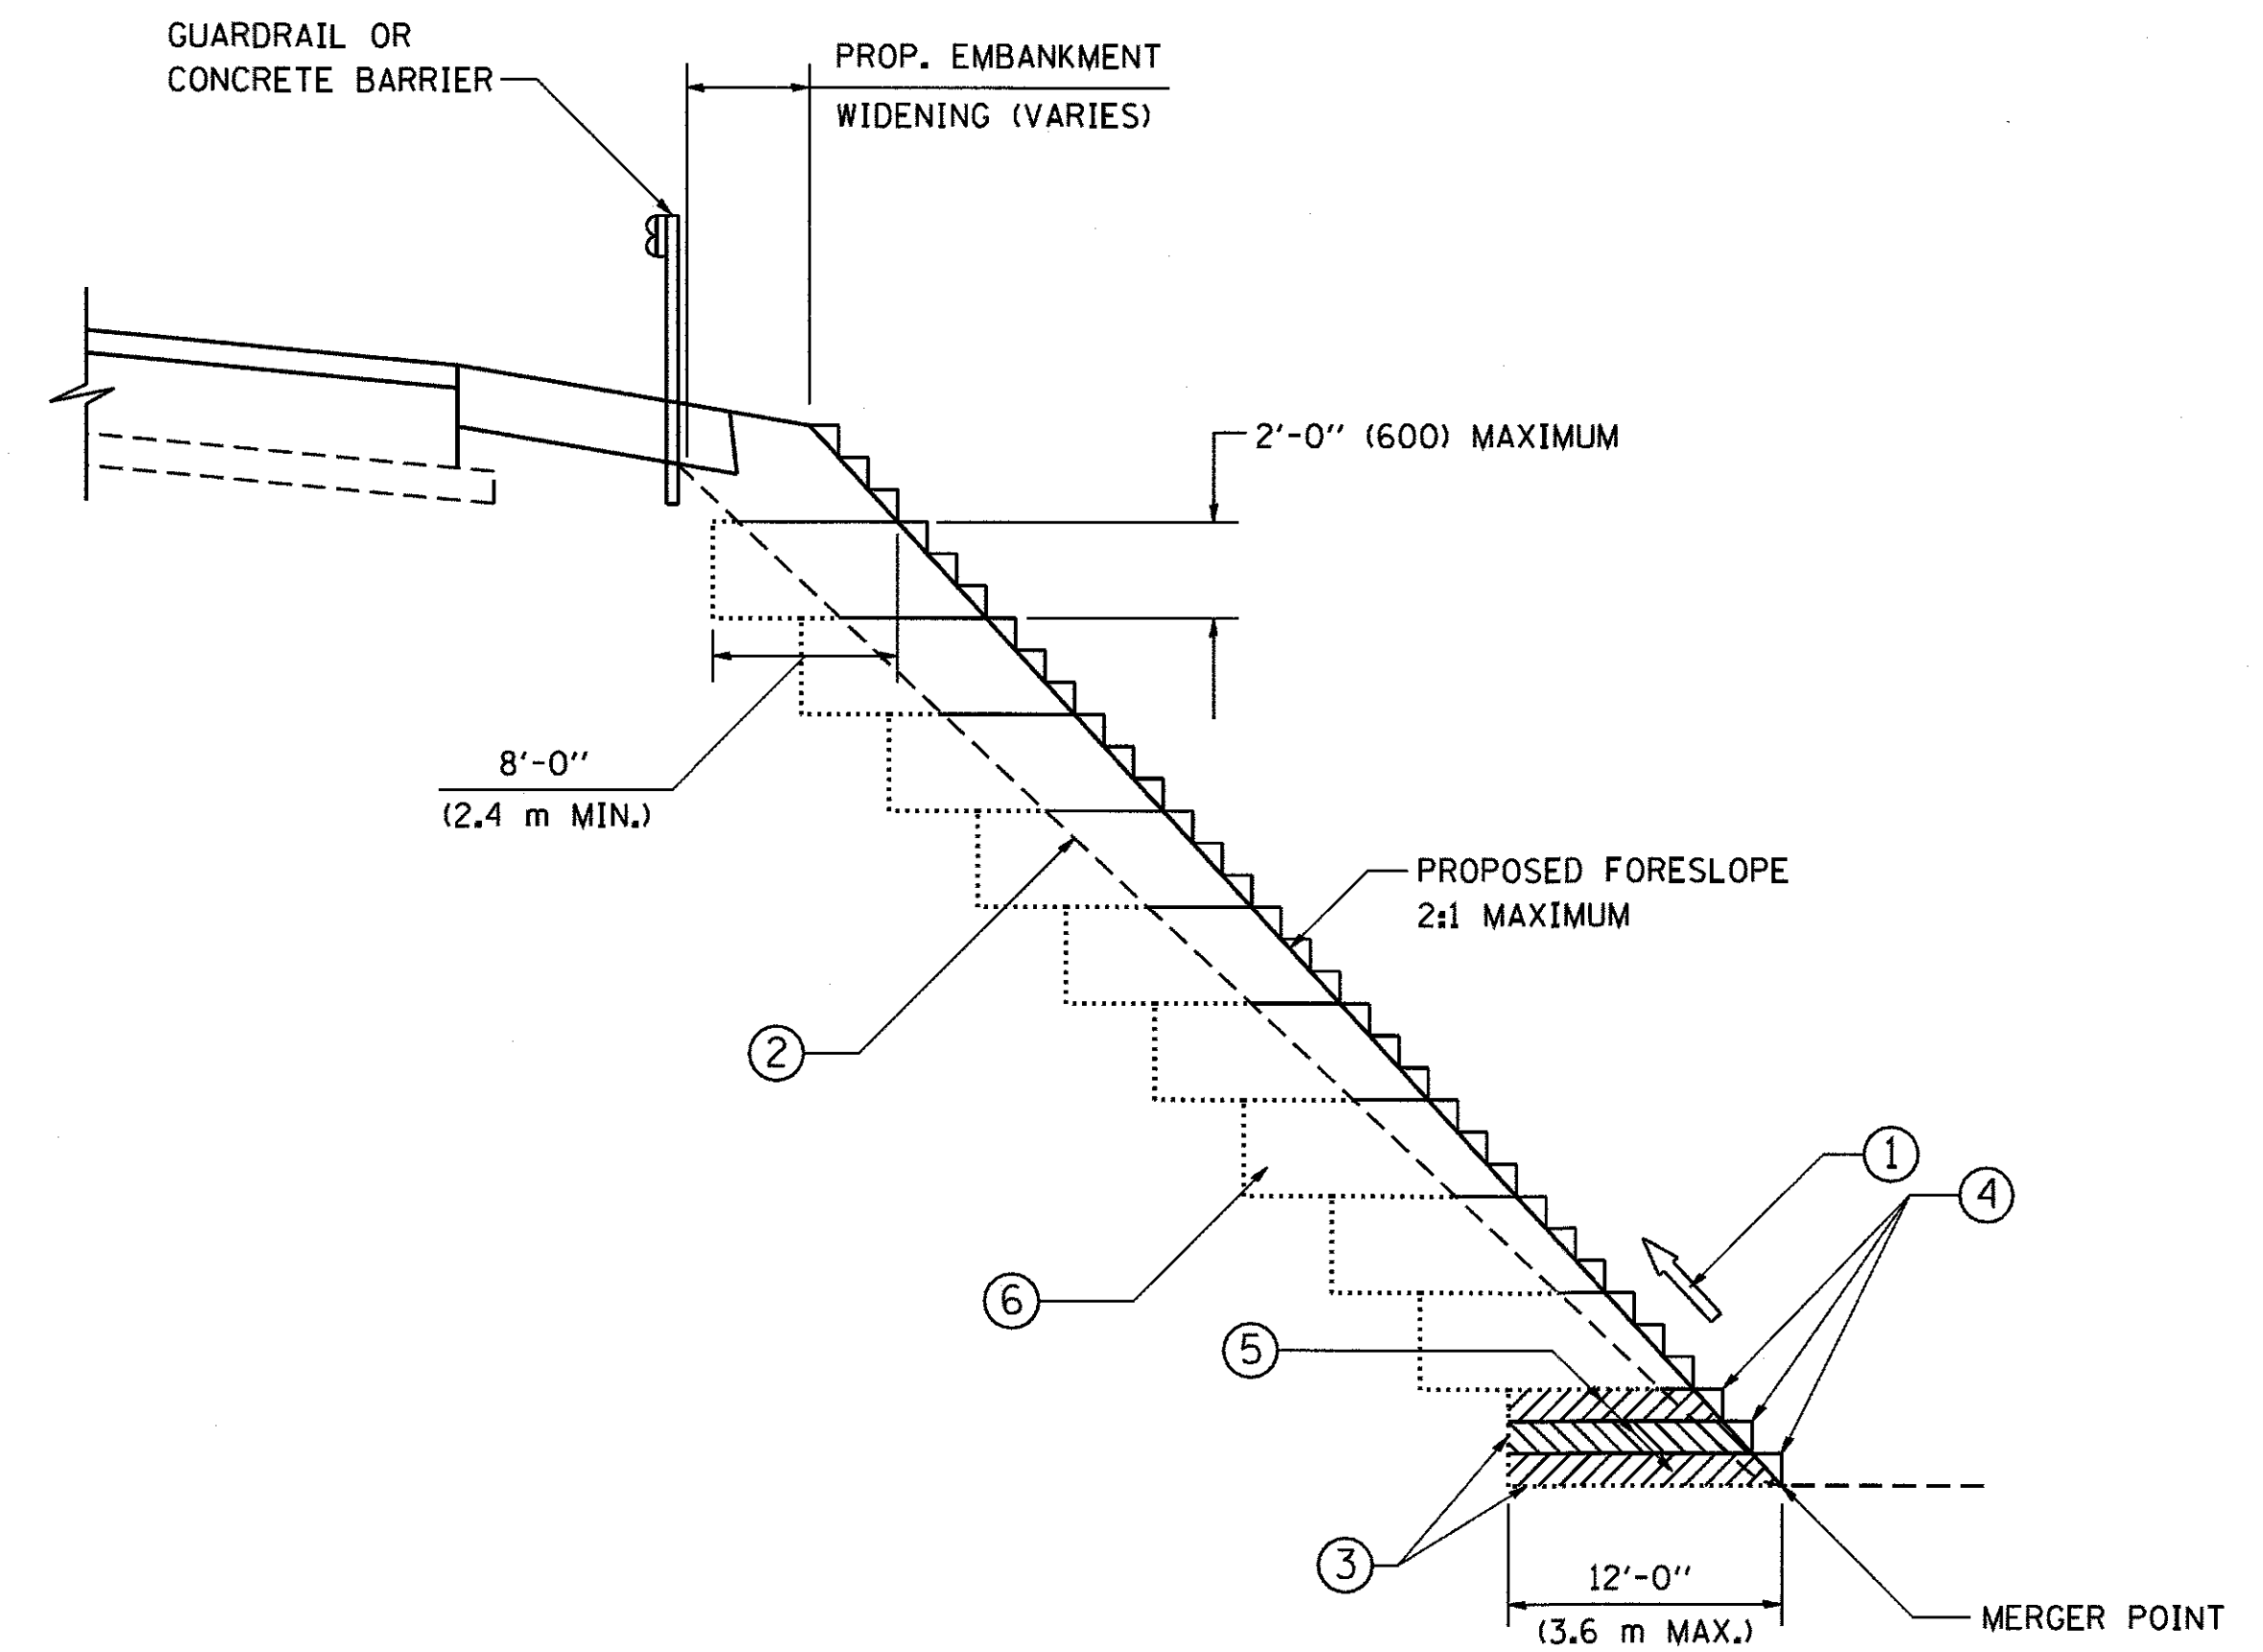 GUARDRAIL OR
CONCRETE BARRIER
PROP. EMBANKMENT
WIDENING (VARIES)
2'-0" (600) MAXIMUM
8'-0"
(2.4 m MIN.)
PROPOSED FORESLOPE
2:1 MAXIMUM
2
1
4
6
5
3
12'-0"
(3.6 m MAX.)
MERGER POINT